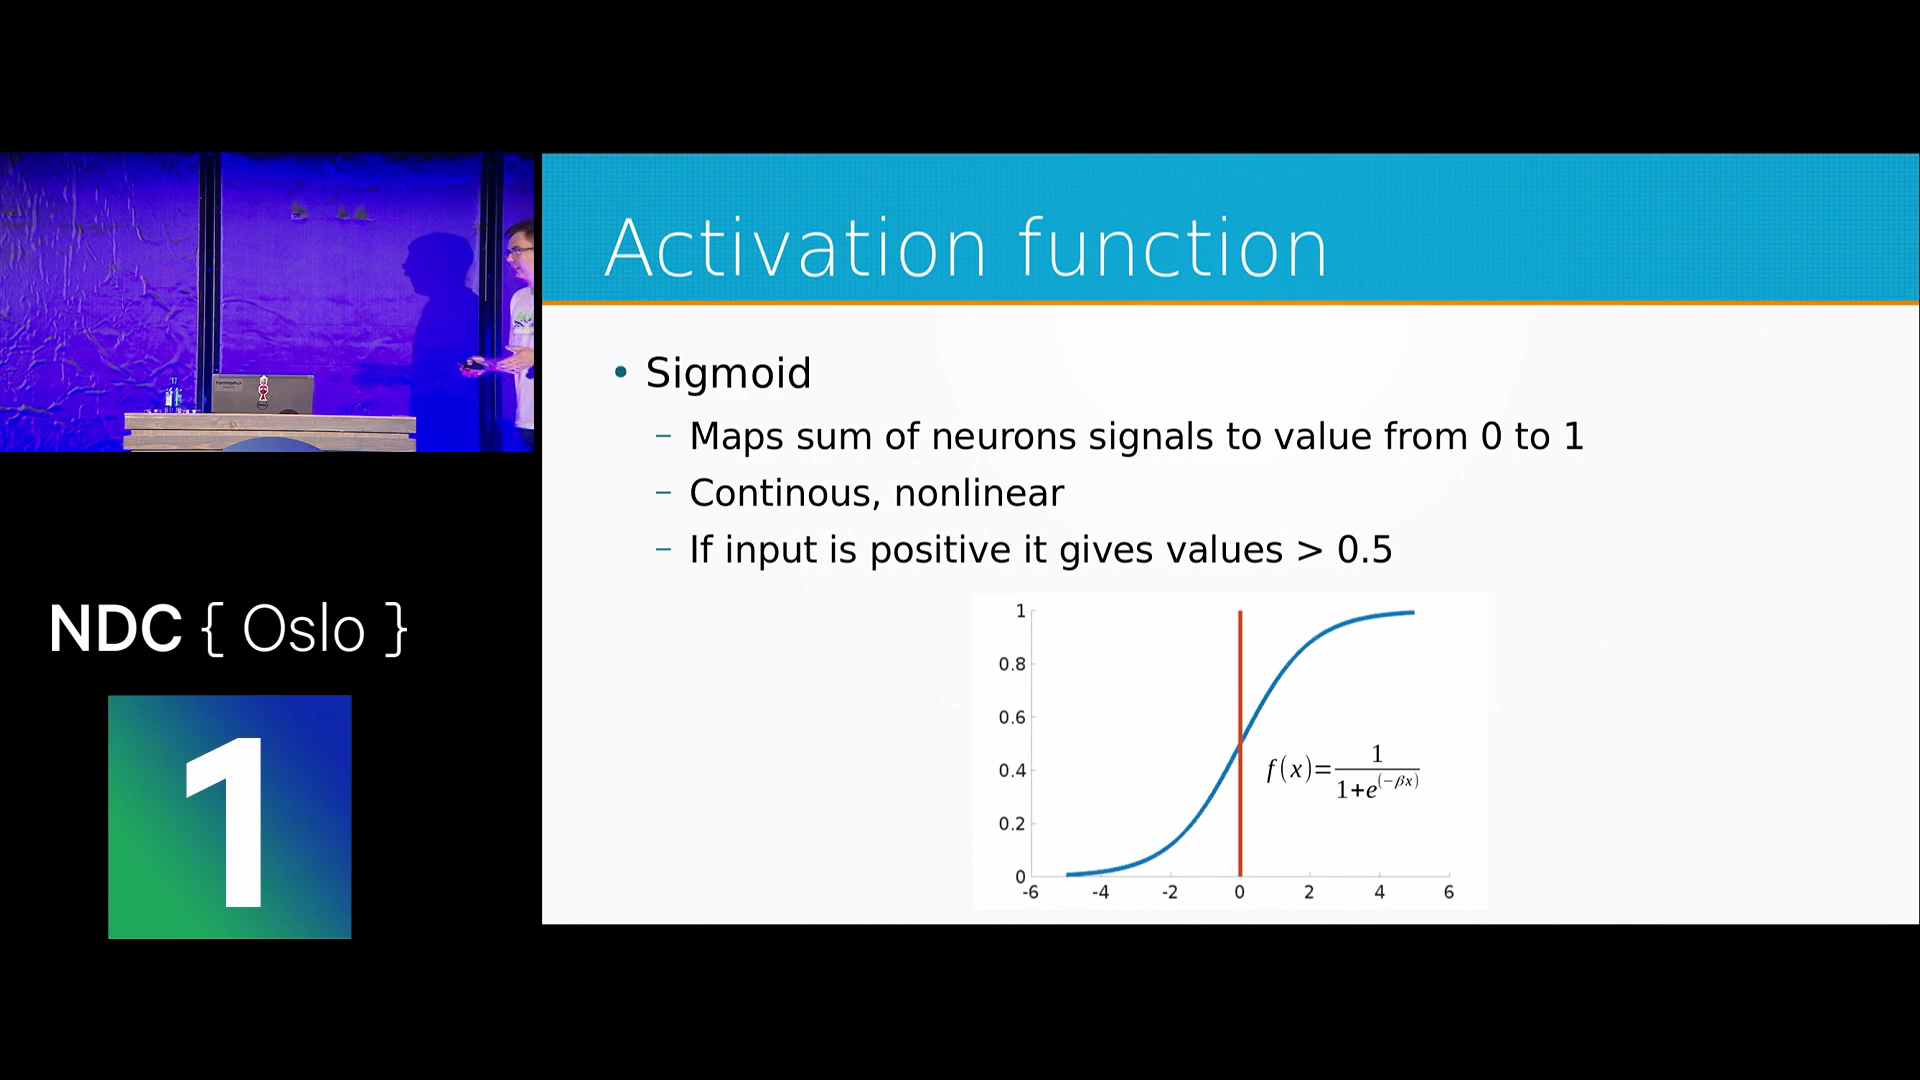 Activation function
• Sigmoid
– Maps sum of neurons signals to value from 0 to 1
– Continous, nonlinear
– If input is positive it gives values > 0.5
1
0.8
0.6
0.4
0.2
0
-6 -4 -2 0 2 4 6
f(x)=1/(1+e^(−βx))
NDC { Oslo }
1